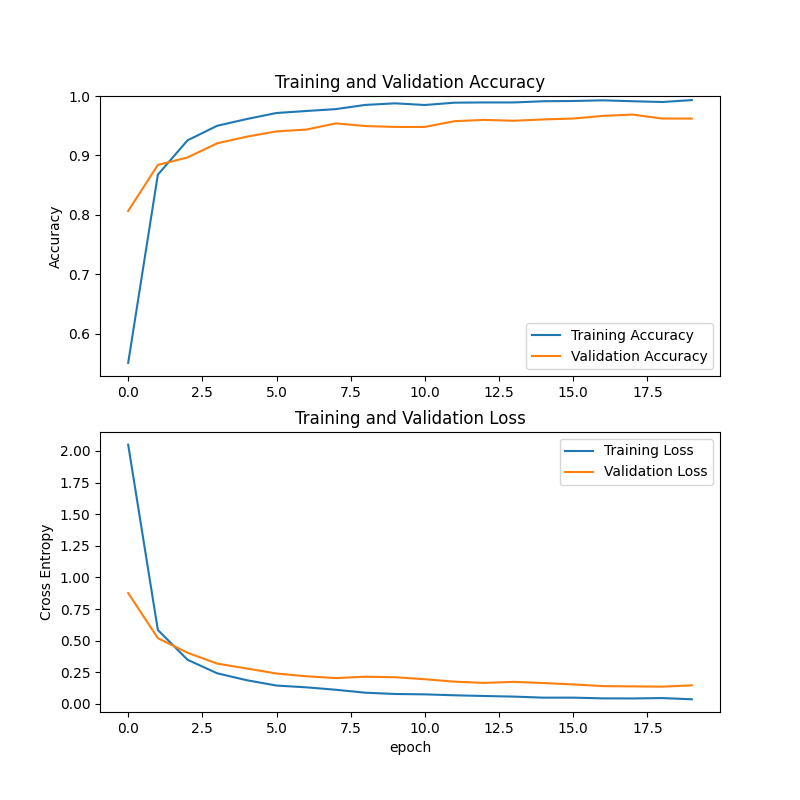 Training and Validation Accuracy
1.0
0.9
0.8
0.7
0.6
Accuracy
Training Accuracy
Validation Accuracy
0.0 2.5 5.0 7.5 10.0 12.5 15.0 17.5
Training and Validation Loss
2.00
1.75
1.50
1.25
1.00
0.75
0.50
0.25
0.00
Cross Entropy
Training Loss
Validation Loss
0.0 2.5 5.0 7.5 10.0 12.5 15.0 17.5
epoch